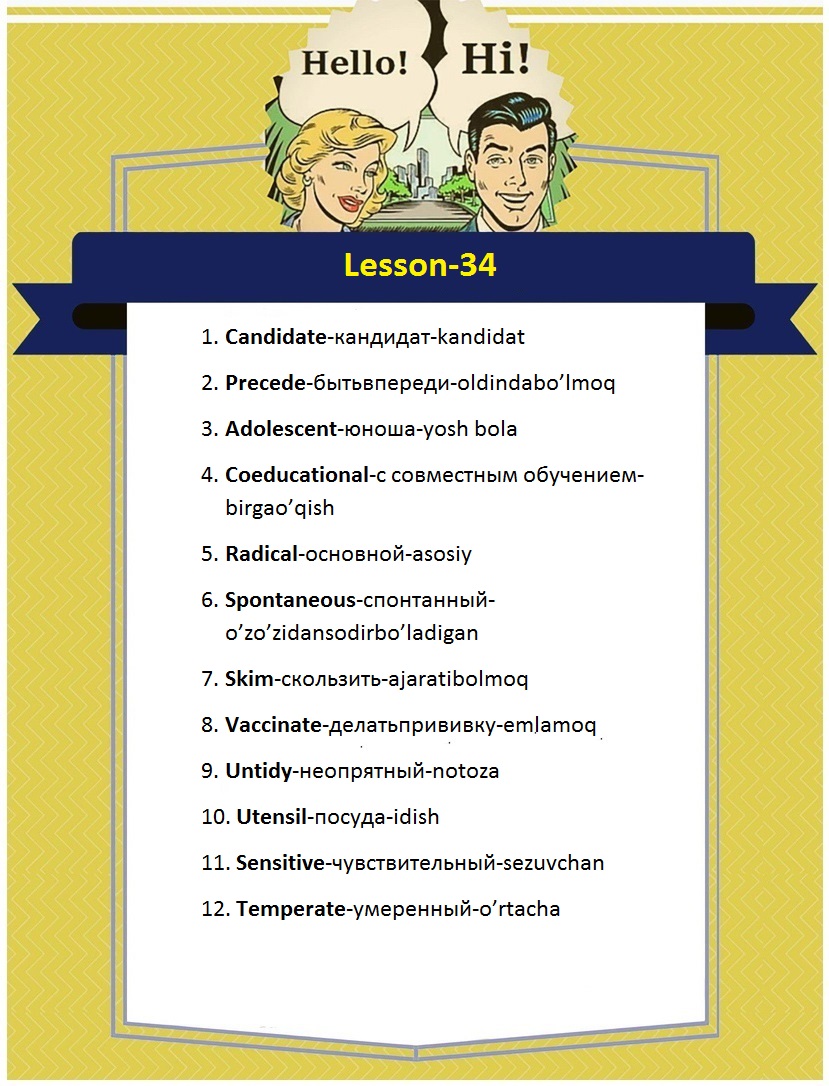 Hello! Hi!
Lesson-34
1. Candidate-кандидат-kandidat
2. Precede-бытьвпереди-oldindabo’lmoq
3. Adolescent-юноша-yosh bola
4. Coeducational-с совместным обучением-
birgao’qish
5. Radical-основной-asosiy
6. Spontaneous-спонтанный-
o’zo’zidansodirbo’ladigan
7. Skim-скользить-ajaratibolmoq
8. Vaccinate-делатьпрививку-emlamoq
9. Untidy-неопрятный-notoza
10. Utensil-посуда-idish
11. Sensitive-чувствительный-sezuvchan
12. Temperate-умеренный-o’rtacha